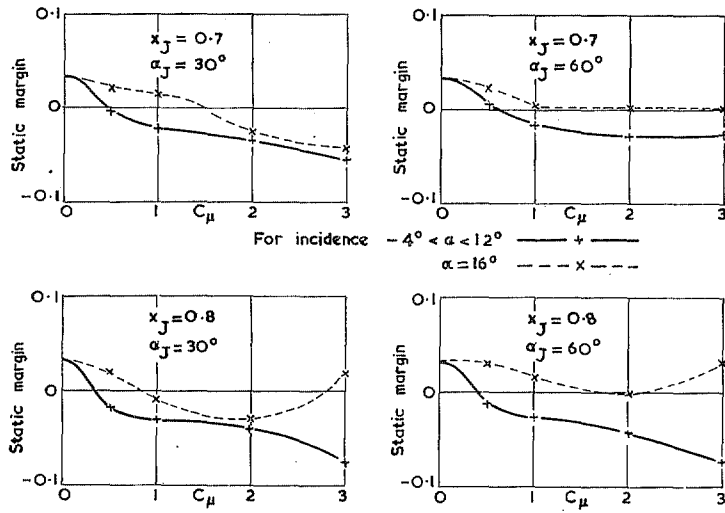 0·1
Static margin
0
−0·1
x_J = 0·7
α_J = 30°
0 1 C_μ 2 3
0·1
Static margin
0
−0·1
x_J = 0·7
α_J = 60°
0 1 C_μ 2 3
For incidence −4° < α < 12° —+—
α = 16° ---x---
0·1
Static margin
0
−0·1
x_J = 0·8
α_J = 30°
0 1 C_μ 2 3
0·1
Static margin
0
−0·1
x_J = 0·8
α_J = 60°
0 1 C_μ 2 3